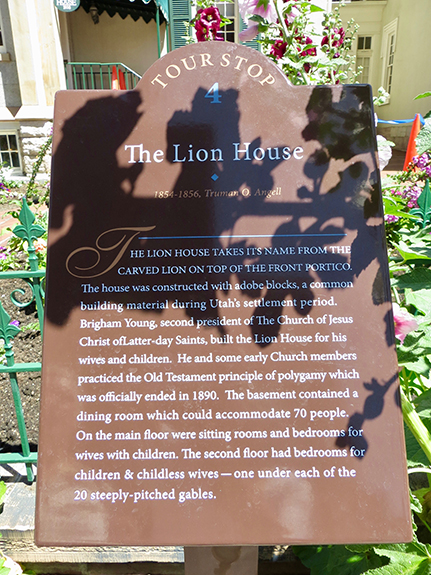 TOUR STOP
4
The Lion House
1854-1856, Truman O. Angell
THE LION HOUSE TAKES ITS NAME FROM THE
CARVED LION ON TOP OF THE FRONT PORTICO.
The house was constructed with adobe blocks, a common
building material during Utah's settlement period.
Brigham Young, second president of The Church of Jesus
Christ ofLatter-day Saints, built the Lion House for his
wives and children. He and some early Church members
practiced the Old Testament principle of polygamy which
was officially ended in 1890. The basement contained a
dining room which could accommodate 70 people.
On the main floor were sitting rooms and bedrooms for
wives with children. The second floor had bedrooms for
children & childless wives — one under each of the
20 steeply-pitched gables.